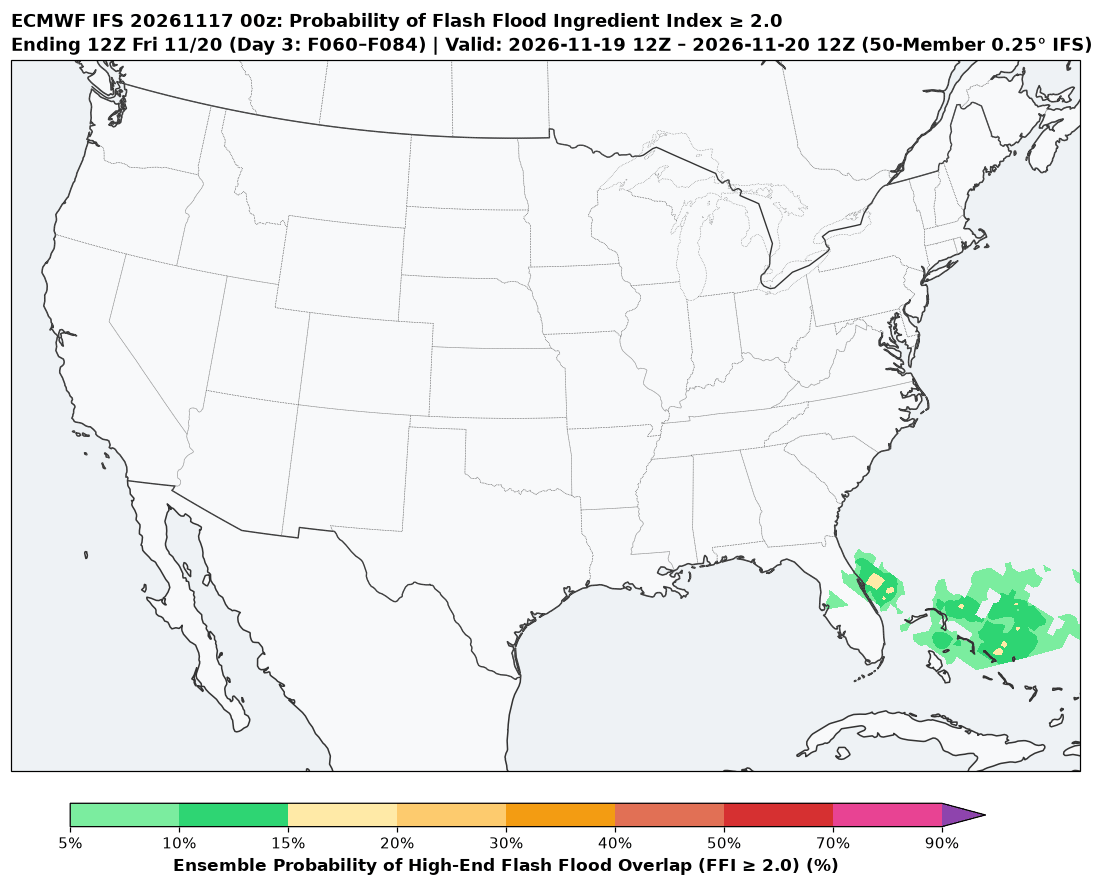 ECMWF IFS 20261117 00z: Probability of Flash Flood Ingredient Index ≥ 2.0
Ending 12Z Fri 11/20 (Day 3: F060–F084) | Valid: 2026-11-19 12Z – 2026-11-20 12Z (50-Member 0.25° IFS)
5% 10% 15% 20% 30% 40% 50% 70% 90%
Ensemble Probability of High-End Flash Flood Overlap (FFI ≥ 2.0) (%)